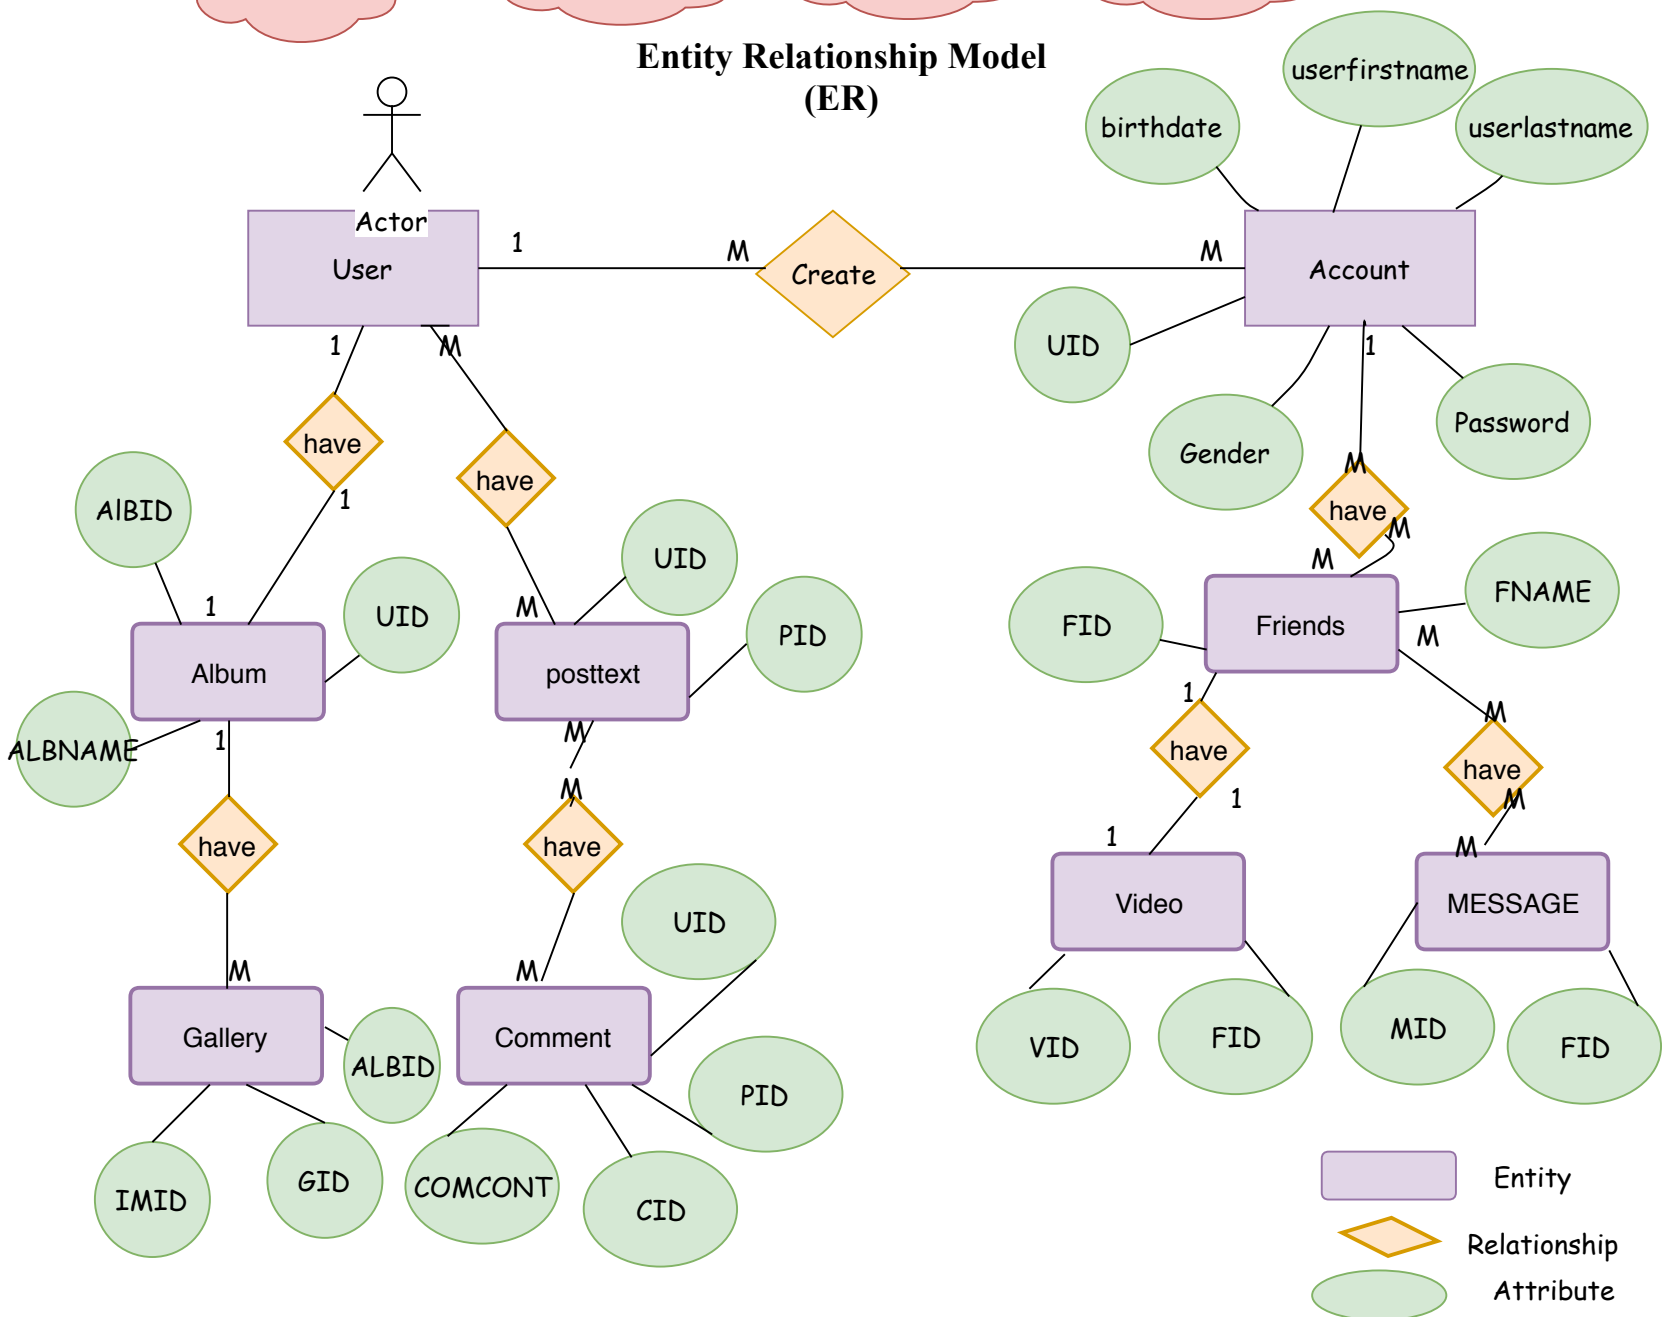 Entity Relationship Model
(ER)
userfirstname
birthdate
userlastname
Actor
User
1
M
Create
M
Account
UID
1
M
1
Gender
Password
have
have
M
have
M
1
AlBID
M
UID
UID
PID
FID
FNAME
1
M
Album
posttext
Friends
M
ALBNAME
1
M
1
M
have
have
M
1
M
have
have
1
M
UID
Video
MESSAGE
M
M
Gallery
Comment
ALBID
VID
FID
MID
FID
PID
IMID
GID
COMCONT
CID
Entity
Relationship
Attribute